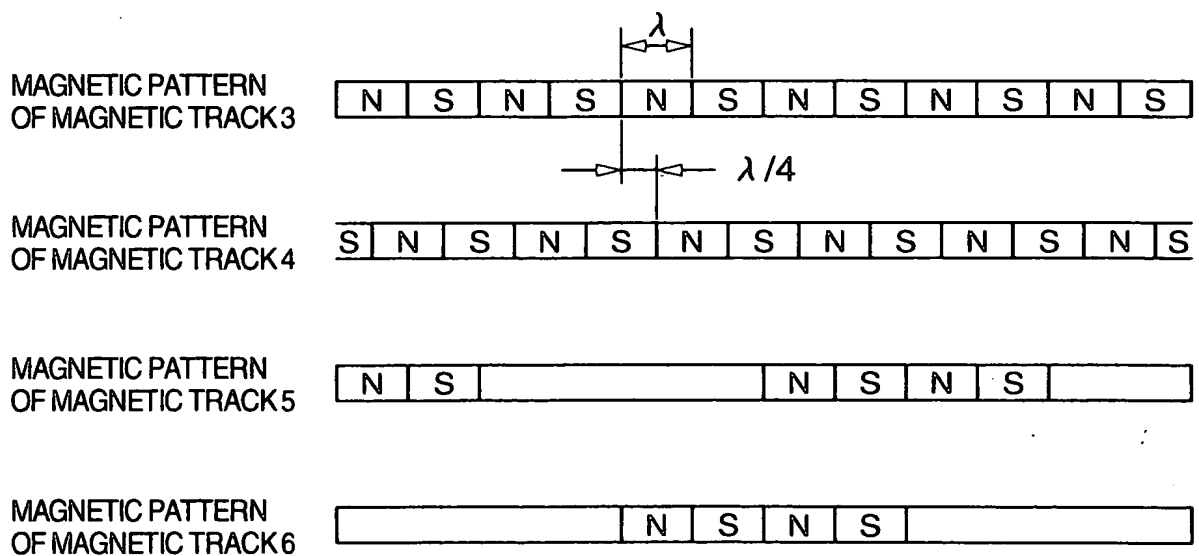 λ
MAGNETIC PATTERN
OF MAGNETIC TRACK 3
N S N S N S N S N S N S
λ/4
MAGNETIC PATTERN
OF MAGNETIC TRACK 4
S N S N S N S N S N S N S
MAGNETIC PATTERN
OF MAGNETIC TRACK 5
N S N S N S
MAGNETIC PATTERN
OF MAGNETIC TRACK 6
N S N S